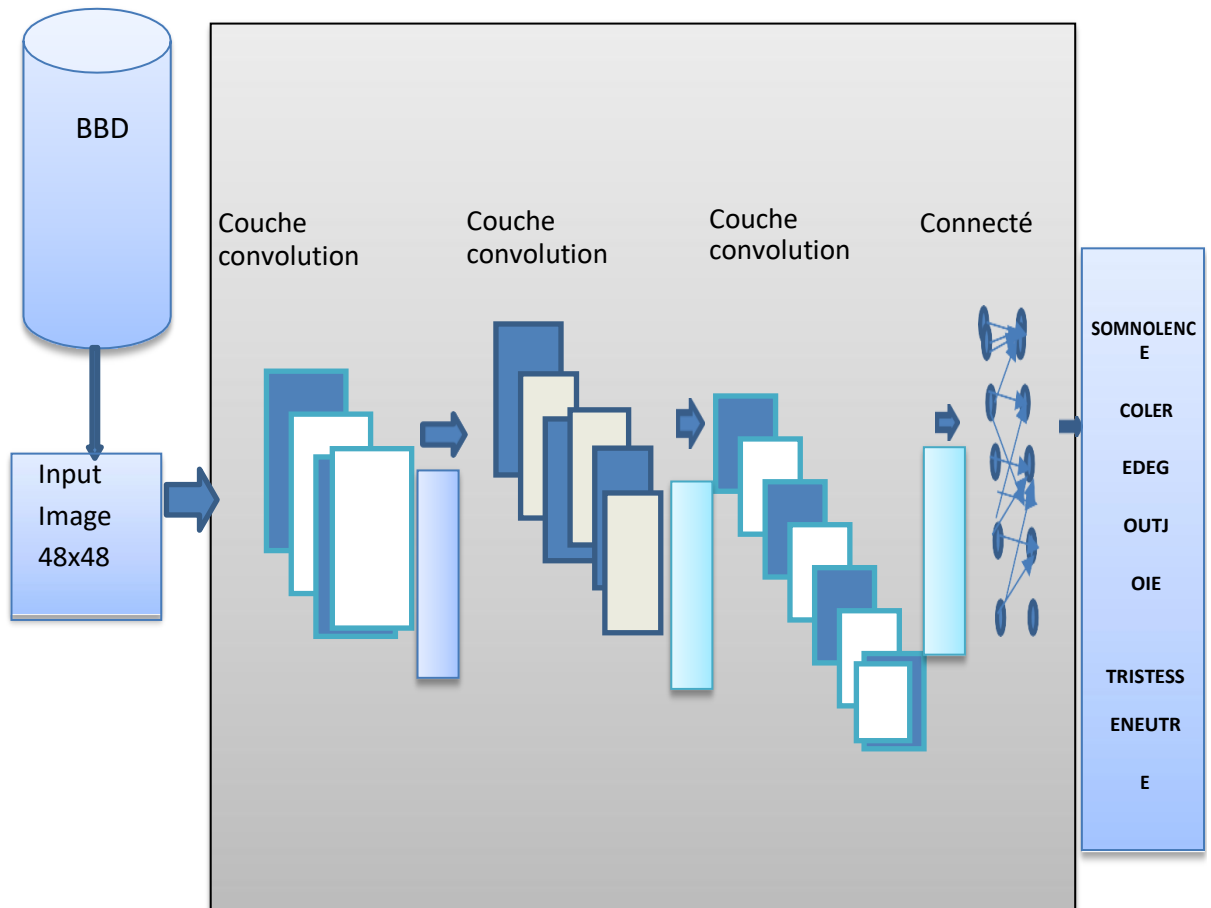 BBD
Input
Image
48x48
Couche
convolution
Couche
convolution
Couche
convolution
Connecté
SOMNOLENC
E
COLER
EDEG
OUTJ
OIE
TRISTESS
ENEUTR
E